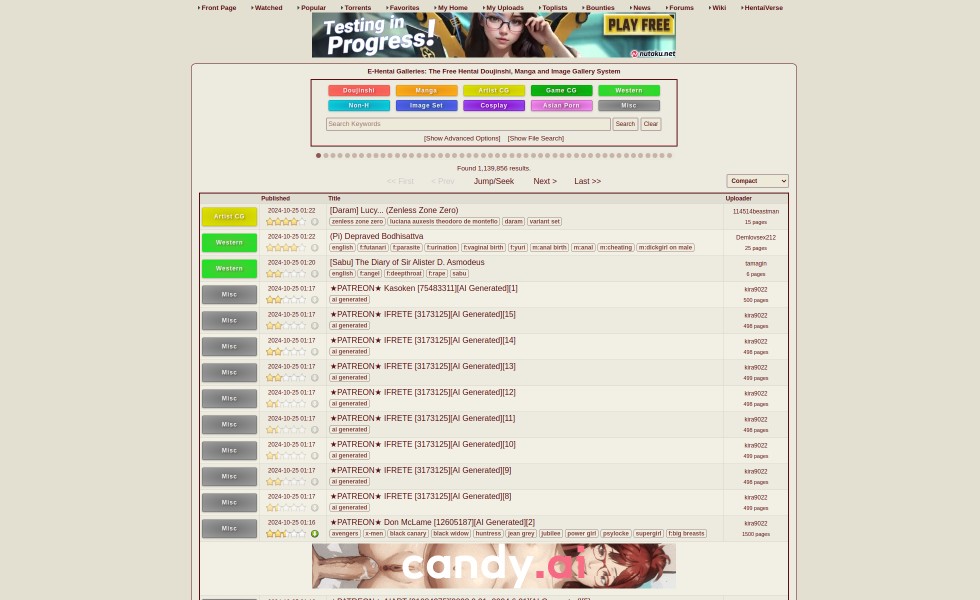 Front Page Watched Popular Torrents Favorites My Home My Uploads Toplists Bounties News Forums Wiki HentaiVerse
Testing in Progress!
PLAY FREE
nutaku.net
E-Hentai Galleries: The Free Hentai Doujinshi, Manga and Image Gallery System
Doujinshi Manga Artist CG Game CG Western
Non-H Image Set Cosplay Asian Porn Misc
Search Keywords Search Clear
[Show Advanced Options] [Show File Search]
Found 1,139,856 results.
<< First < Prev Jump/Seek Next > Last >> Compact
Published Title Uploader
Artist CG 2024-10-25 01:22 [Daram] Lucy... (Zenless Zone Zero) 114514beastman
zenless zone zero luciana auxesis theodoro de montefio daram variant set 15 pages
Western 2024-10-25 01:22 (Pi) Depraved Bodhisattva Demlovsex212
english f:futanari f:parasite f:urination f:vaginal birth f:yuri m:anal birth m:anal m:cheating m:dickgirl on male 25 pages
Western 2024-10-25 01:20 [Sabu] The Diary of Sir Alister D. Asmodeus tamagin
english f:angel f:deepthroat f:rape sabu 6 pages
Misc 2024-10-25 01:17 ★PATREON★ Kasoken [75483311][AI Generated][1] kira9022
ai generated 500 pages
Misc 2024-10-25 01:17 ★PATREON★ IFRETE [3173125][AI Generated][15] kira9022
ai generated 498 pages
Misc 2024-10-25 01:17 ★PATREON★ IFRETE [3173125][AI Generated][14] kira9022
ai generated 498 pages
Misc 2024-10-25 01:17 ★PATREON★ IFRETE [3173125][AI Generated][13] kira9022
ai generated 499 pages
Misc 2024-10-25 01:17 ★PATREON★ IFRETE [3173125][AI Generated][12] kira9022
ai generated 498 pages
Misc 2024-10-25 01:17 ★PATREON★ IFRETE [3173125][AI Generated][11] kira9022
ai generated 498 pages
Misc 2024-10-25 01:17 ★PATREON★ IFRETE [3173125][AI Generated][10] kira9022
ai generated 499 pages
Misc 2024-10-25 01:17 ★PATREON★ IFRETE [3173125][AI Generated][9] kira9022
ai generated 498 pages
Misc 2024-10-25 01:17 ★PATREON★ IFRETE [3173125][AI Generated][8] kira9022
ai generated 499 pages
Misc 2024-10-25 01:16 ★PATREON★ Don McLame [12605187][AI Generated][2] kira9022
avengers x-men black canary black widow huntress jean grey jubilee power girl psylocke supergirl f:big breasts 1500 pages
candy.ai